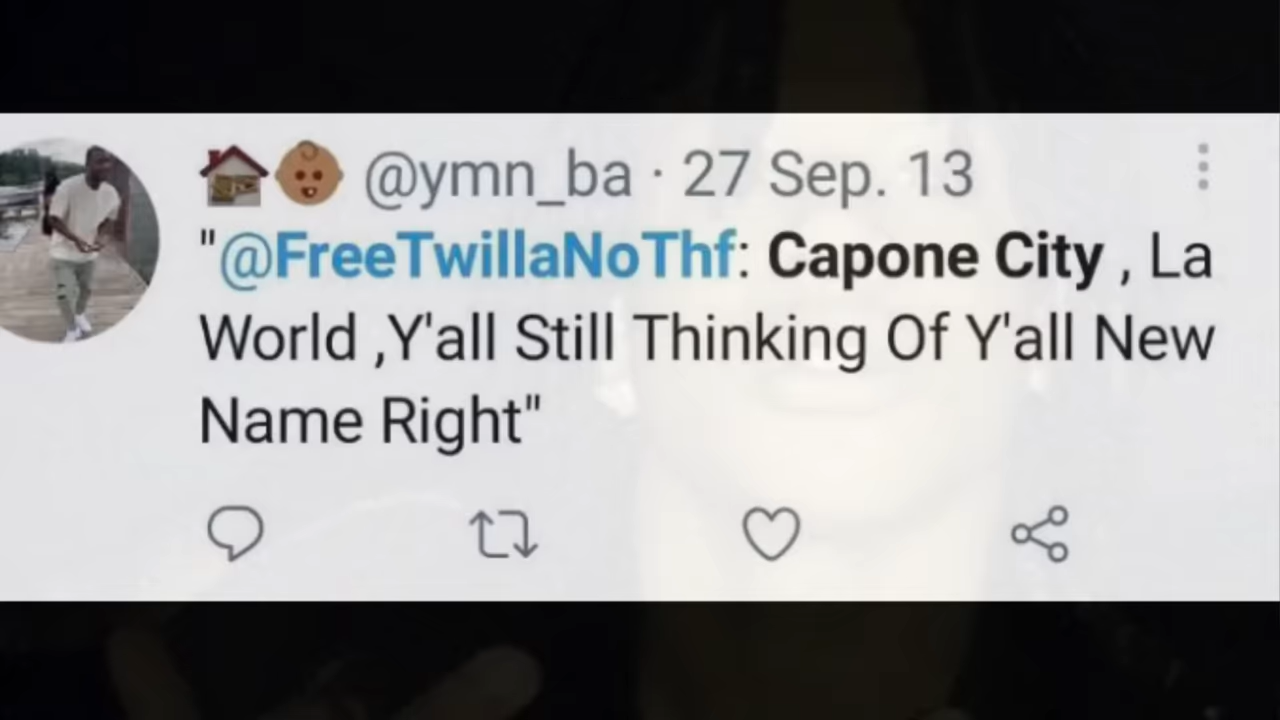 🏠👶🏾 @ymn_ba · 27 Sep. 13
"@FreeTwillaNoThf: Capone City , La
World ,Y'all Still Thinking Of Y'all New
Name Right"